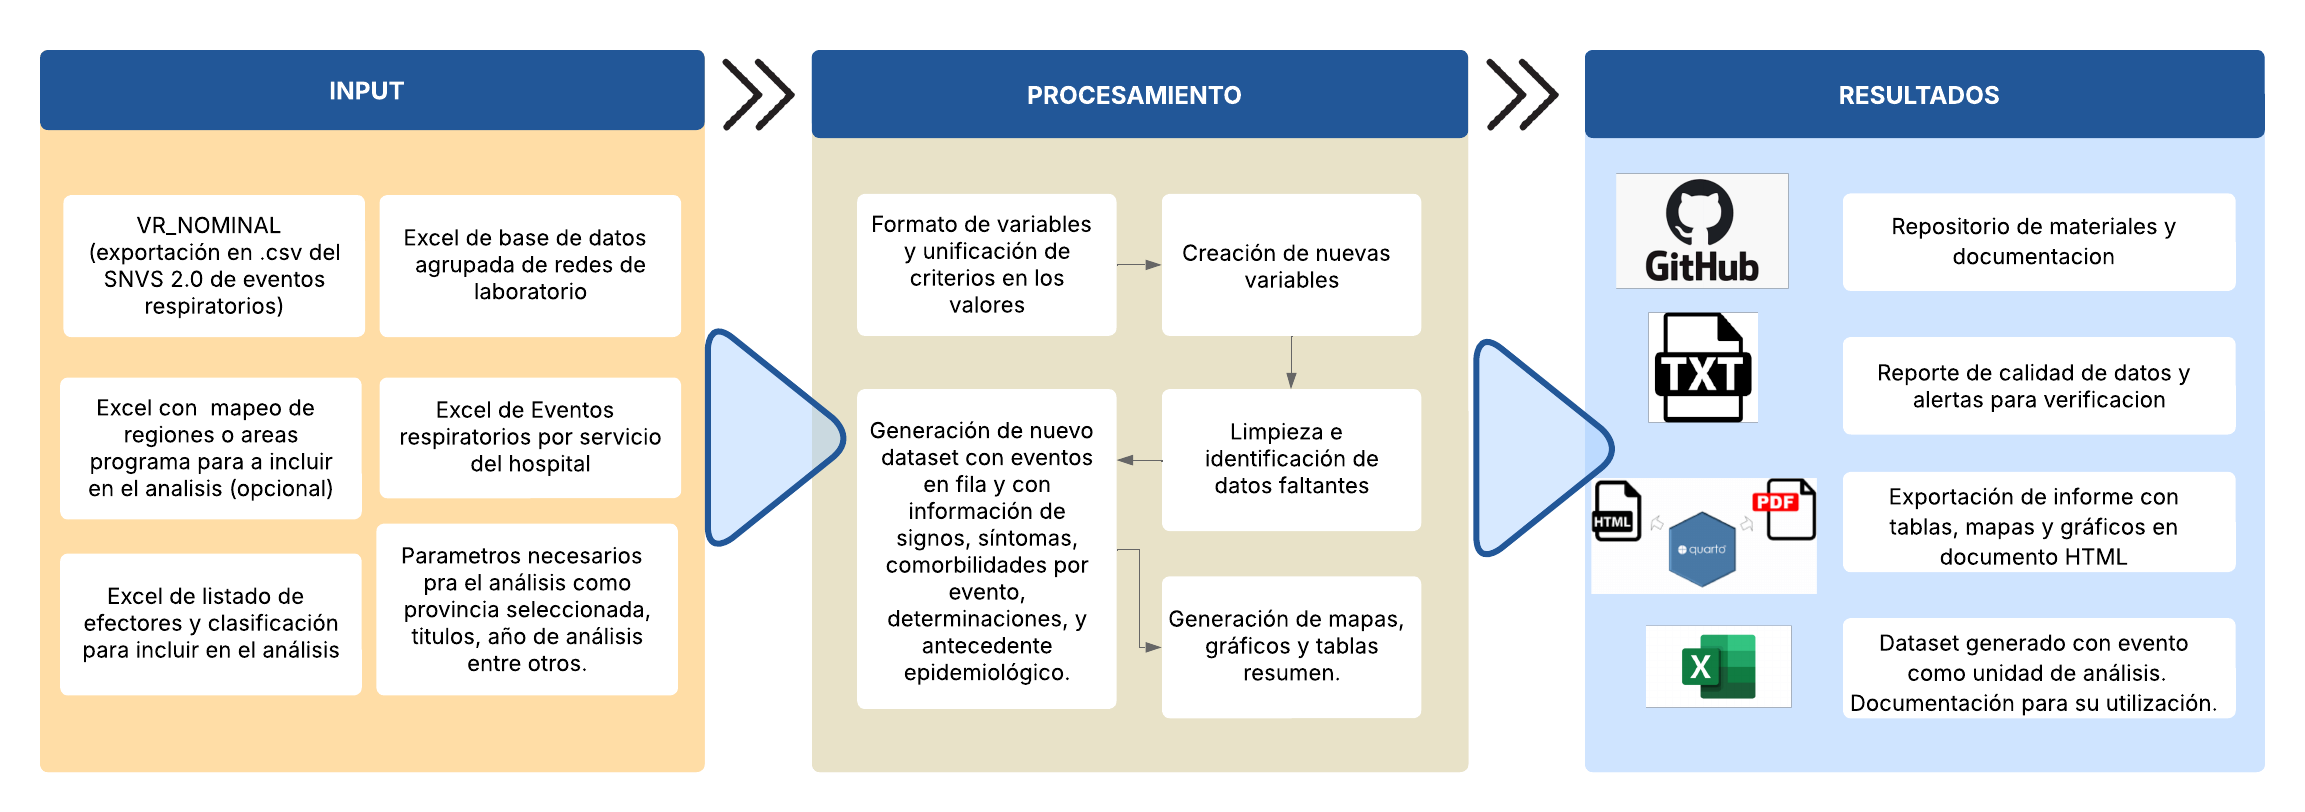 INPUT
VR_NOMINAL
(exportación en .csv del
SNVS 2.0 de eventos
respiratorios)
Excel de base de datos
agrupada de redes de
laboratorio
Excel con mapeo de
regiones o areas
programa para a incluir
en el analisis (opcional)
Excel de Eventos
respiratorios por servicio
del hospital
Excel de listado de
efectores y clasificación
para incluir en el análisis
Parametros necesarios
pra el análisis como
provincia seleccionada,
titulos, año de análisis
entre otros.
PROCESAMIENTO
Formato de variables
y unificación de
criterios en los
valores
Creación de nuevas
variables
Limpieza e
identificación de
datos faltantes
Generación de nuevo
dataset con eventos
en fila y con
información de
signos, síntomas,
comorbilidades por
evento,
determinaciones, y
antecedente
epidemiológico.
Generación de mapas,
gráficos y tablas
resumen.
RESULTADOS
GitHub
Repositorio de materiales y
documentacion
TXT
Reporte de calidad de datos y
alertas para verificacion
HTML
PDF
quarto
Exportación de informe con
tablas, mapas y gráficos en
documento HTML
X
Dataset generado con evento
como unidad de análisis.
Documentación para su utilización.